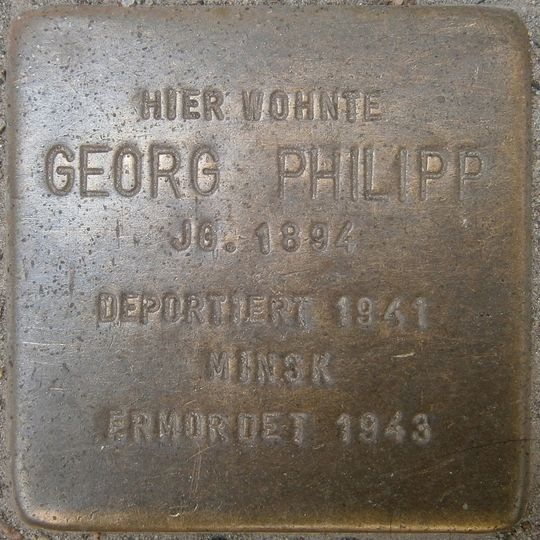 HIER WOHNTE
GEORG PHILIPP
JG. 1894
DEPORTIERT 1941
MINSK
ERMORDET 1943